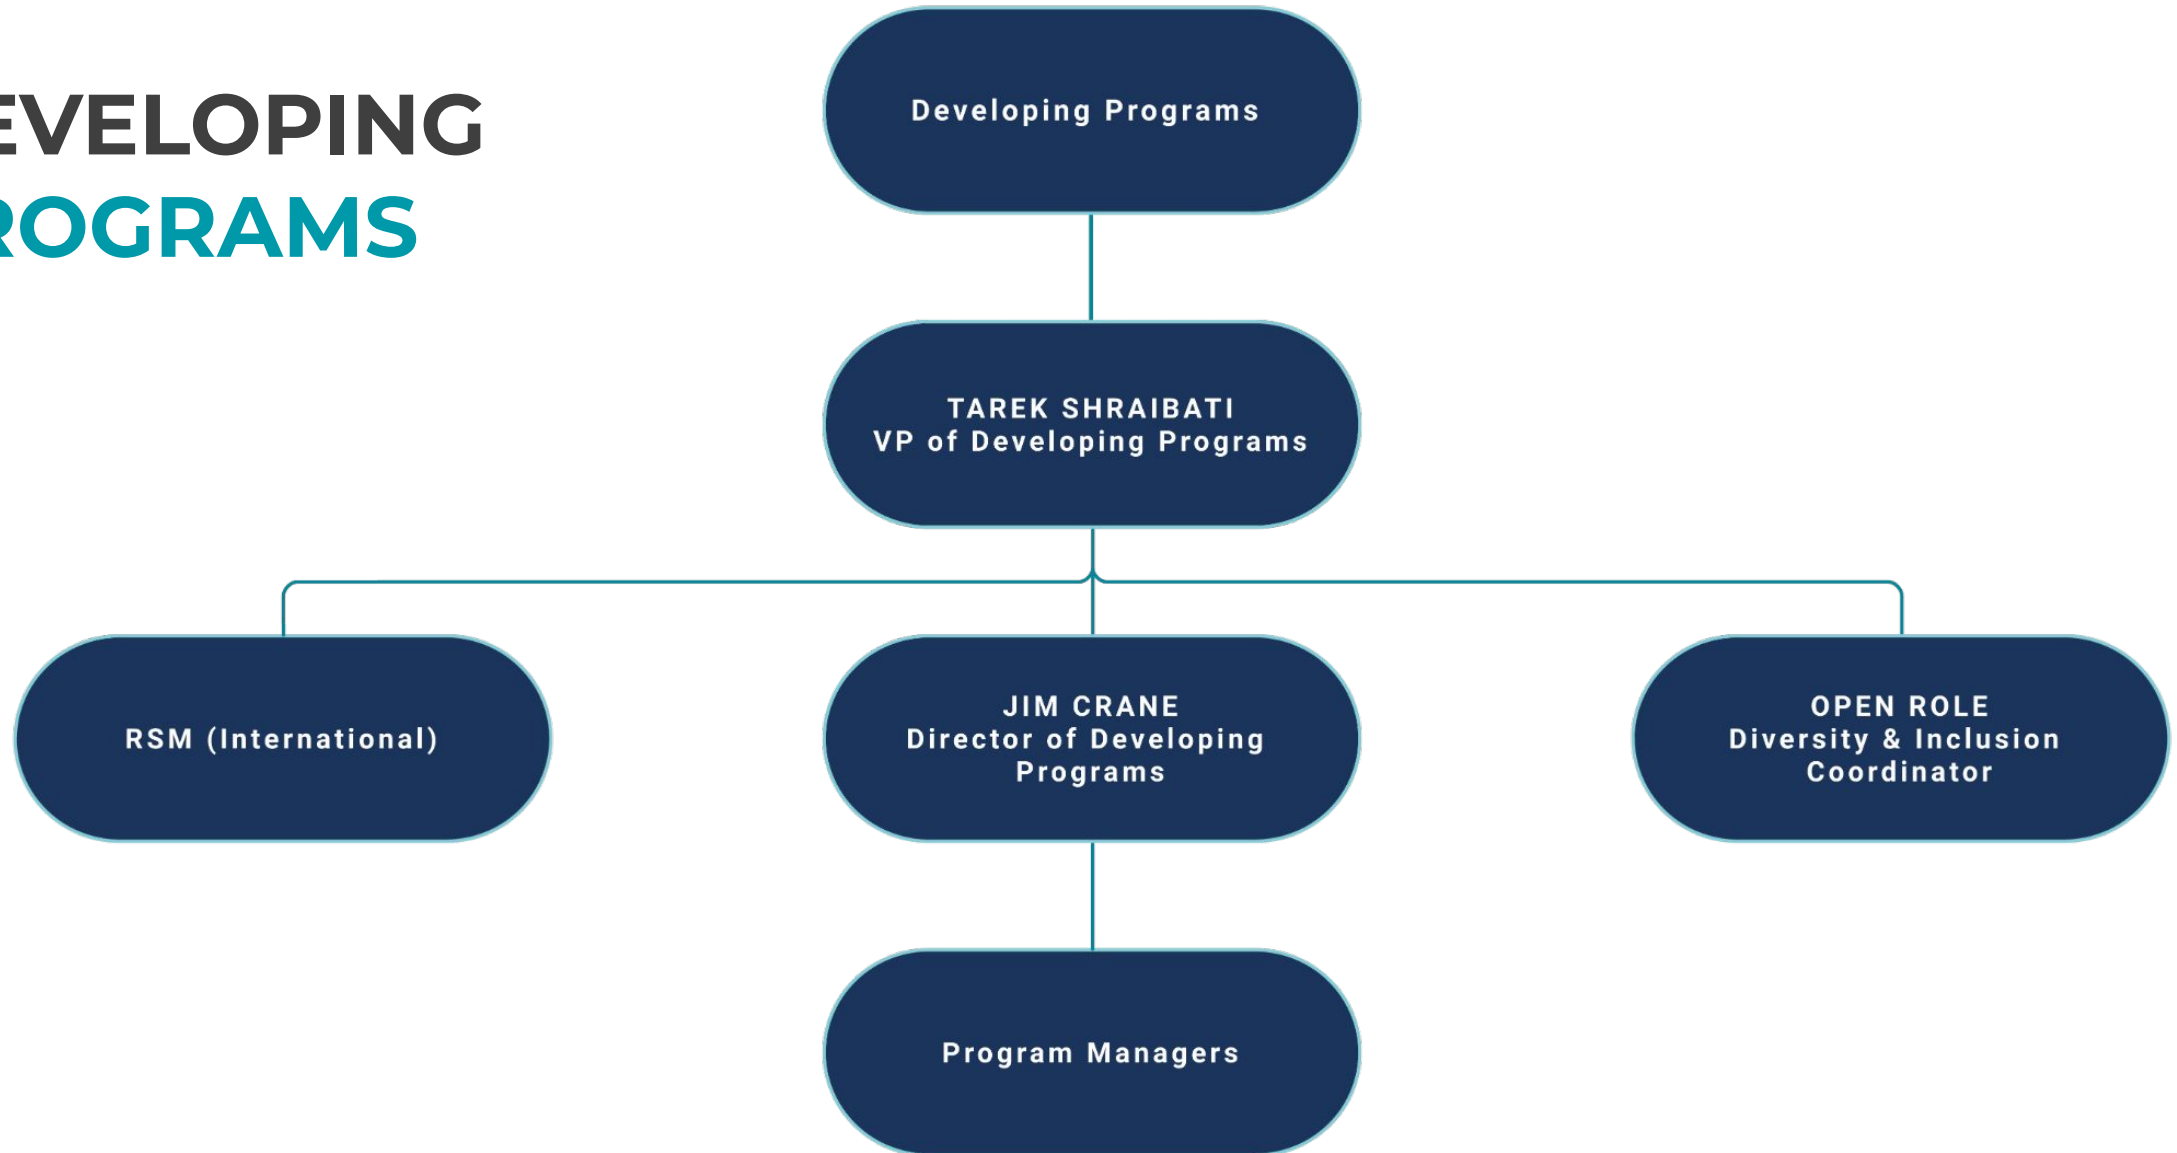 EVELOPING
ROGRAMS
Developing Programs
TAREK SHRAIBATI
VP of Developing Programs
RSM (International)
JIM CRANE
Director of Developing
Programs
OPEN ROLE
Diversity & Inclusion
Coordinator
Program Managers